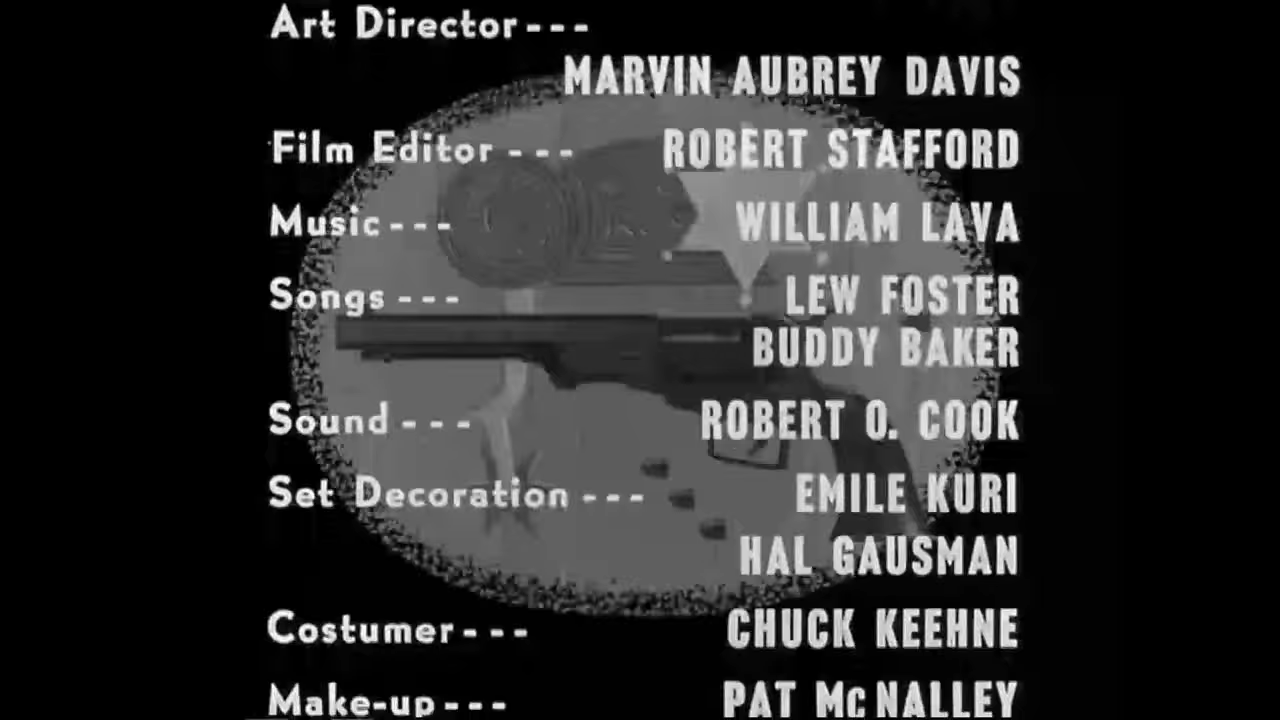 Art Director---
MARVIN AUBREY DAVIS
Film Editor--- ROBERT STAFFORD
Music--- WILLIAM LAVA
Songs--- LEW FOSTER
BUDDY BAKER
Sound--- ROBERT O. COOK
Set Decoration--- EMILE KURI
HAL GAUSMAN
Costumer--- CHUCK KEEHNE
Make-up--- PAT McNALLEY